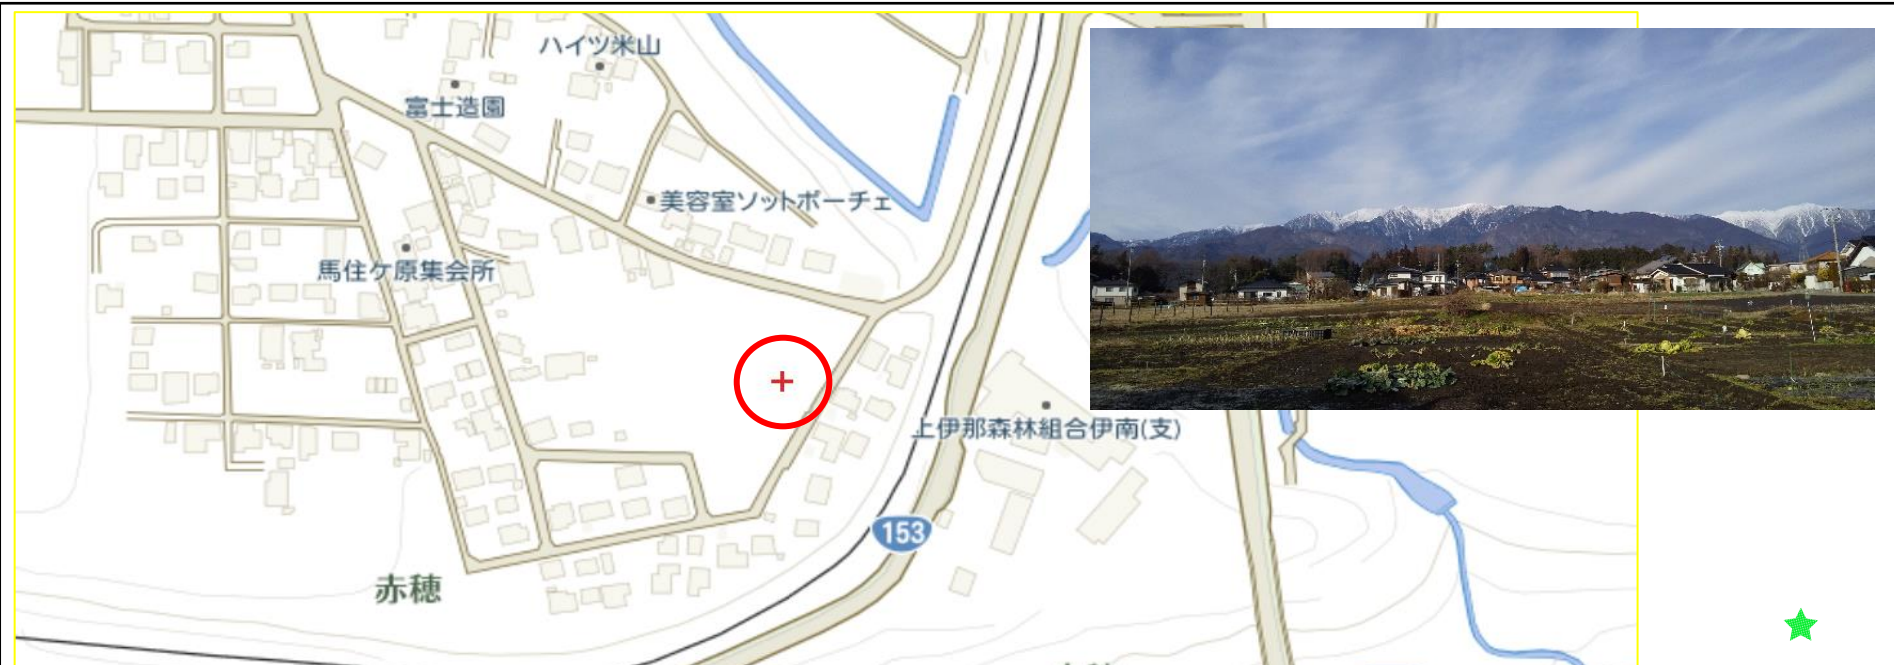 ハイツ米山
富士造園
美容室ソットポーチェ
馬住ケ原集会所
上伊那森林組合伊南(支)
153
赤穂